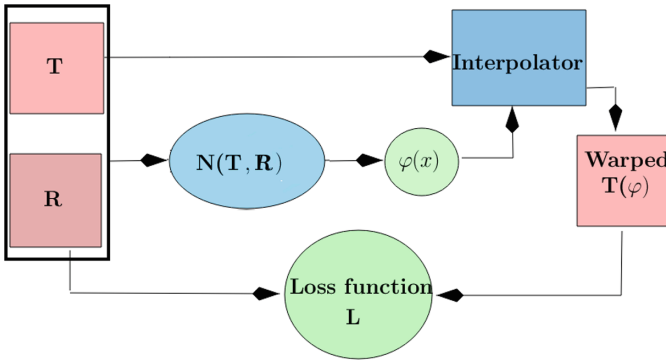 T
Interpolator
N(T, R)
φ(x)
R
Warped
T(φ)
Loss function
L